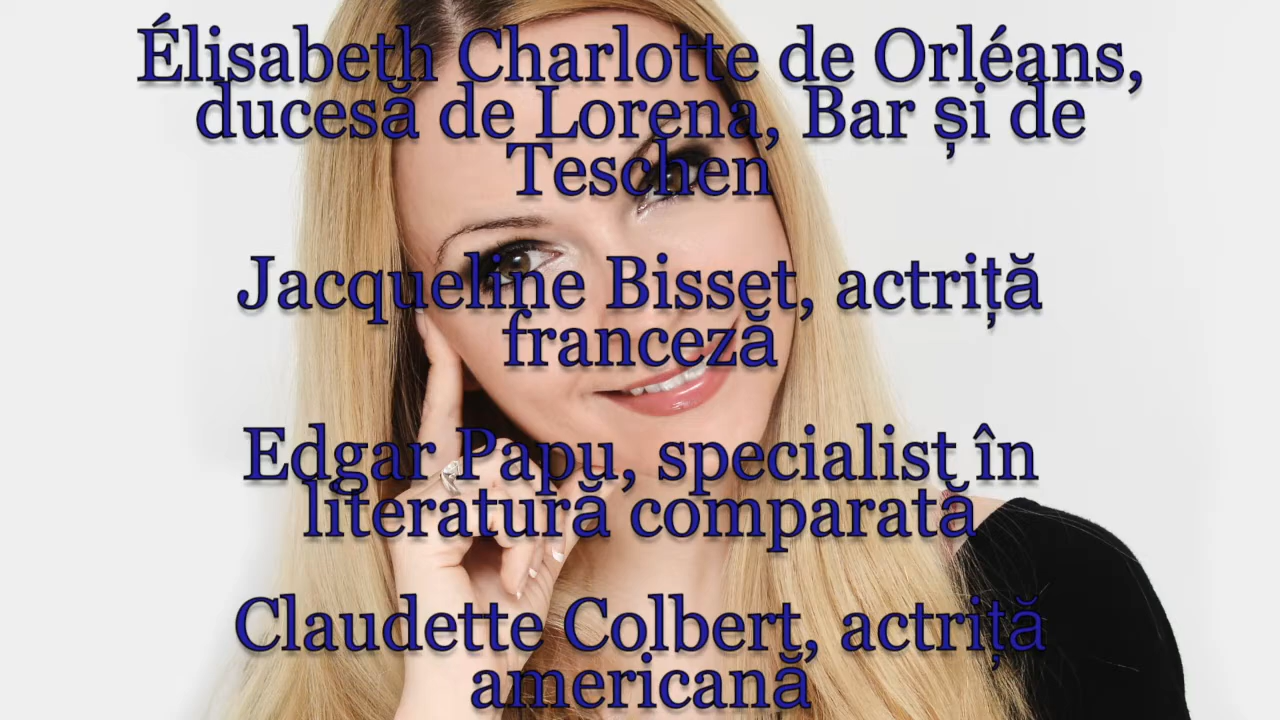 Élisabeth Charlotte de Orléans,
ducesă de Lorena, Bar și de
Teschen
Jacqueline Bisset, actriță
franceză
Edgar Papu, specialist în
literatură comparată
Claudette Colbert, actriță
americană